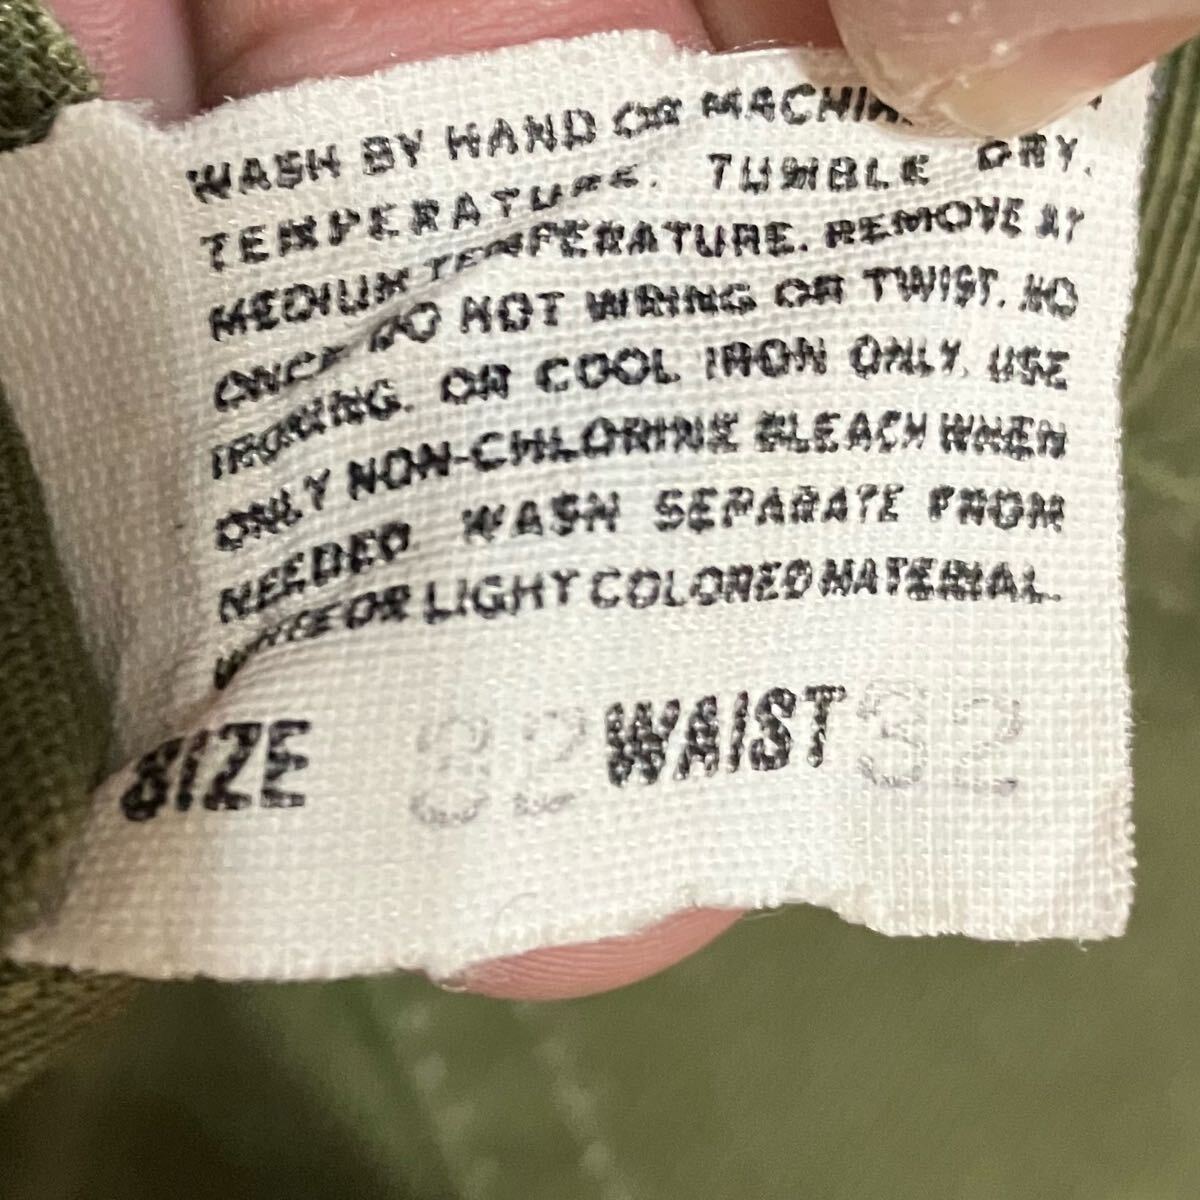 WASH BY HAND OR MACHINE
TEMPERATURE. TUMBLE DRY.
MEDIUM TEMPERATURE. REMOVE AT
ONCE DO NOT WRING OR TWIST. NO
IRONING. OR COOL IRON ONLY. USE
ONLY NON-CHLORINE BLEACH WHEN
NEEDED WASH SEPARATE FROM
WHITE OR LIGHT COLORED MATERIAL.
SIZE 32 WAIST 32